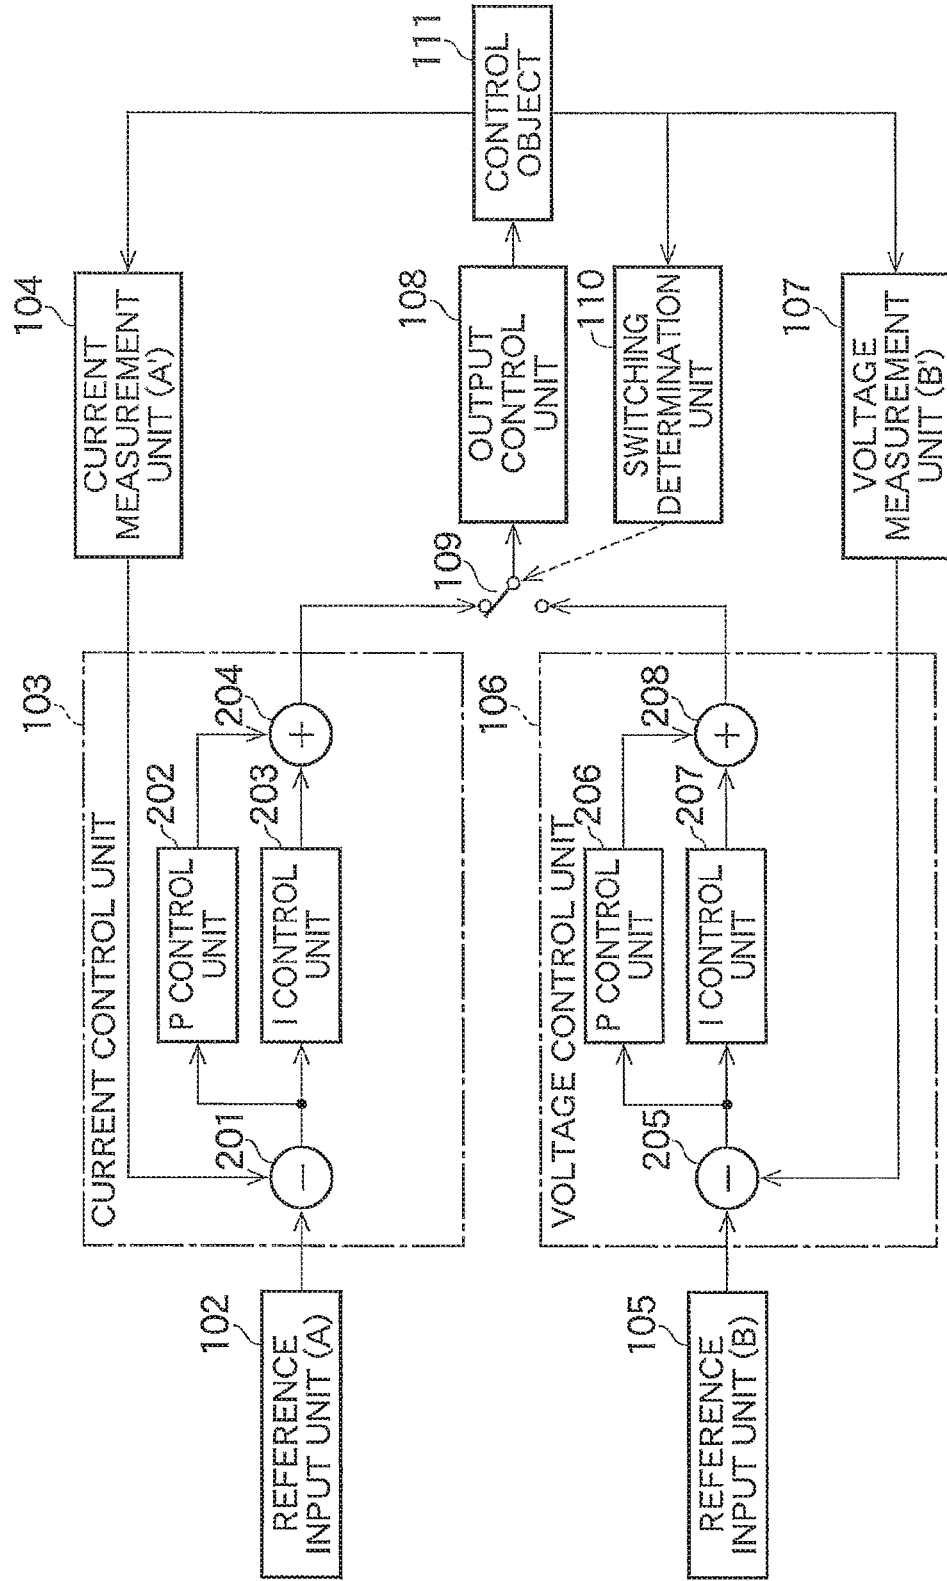 103
CURRENT CONTROL UNIT
104
CURRENT
MEASUREMENT
UNIT (A')
102
REFERENCE
INPUT UNIT (A)
201
−
202
P CONTROL
UNIT
203
I CONTROL
UNIT
204
+
109
108
OUTPUT
CONTROL
UNIT
111
CONTROL
OBJECT
110
SWITCHING
DETERMINATION
UNIT
106
VOLTAGE CONTROL UNIT
105
REFERENCE
INPUT UNIT (B)
205
−
206
P CONTROL
UNIT
207
I CONTROL
UNIT
208
+
107
VOLTAGE
MEASUREMENT
UNIT (B')